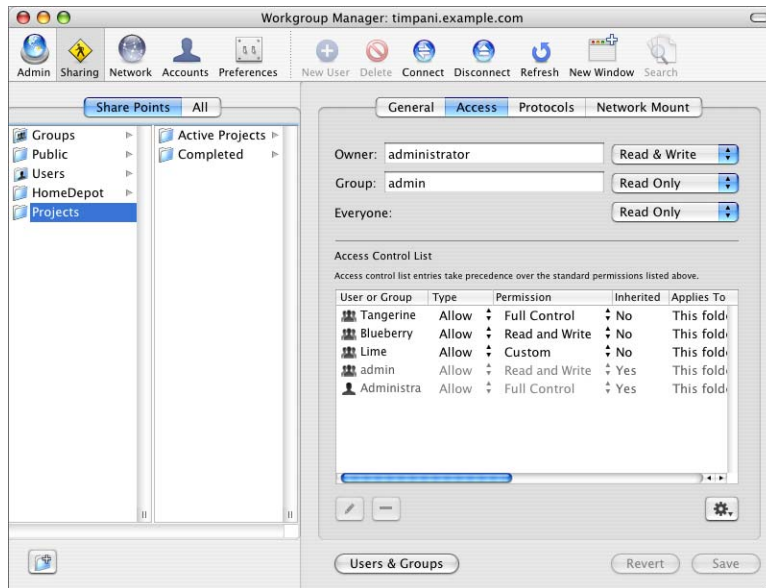 Workgroup Manager: timpani.example.com
Admin Sharing Network Accounts Preferences New User Delete Connect Disconnect Refresh New Window Search
Share Points All
Groups
Public
Users
HomeDepot
Projects
Active Projects
Completed
General Access Protocols Network Mount
Owner: administrator Read & Write
Group: admin Read Only
Everyone: Read Only
Access Control List
Access control list entries take precedence over the standard permissions listed above.
User or Group Type Permission Inherited Applies To
Tangerine Allow Full Control No This folde
Blueberry Allow Read and Write No This folde
Lime Allow Custom No This folde
admin Allow Read and Write Yes This folde
Administra Allow Full Control Yes This folde
Users & Groups Revert Save